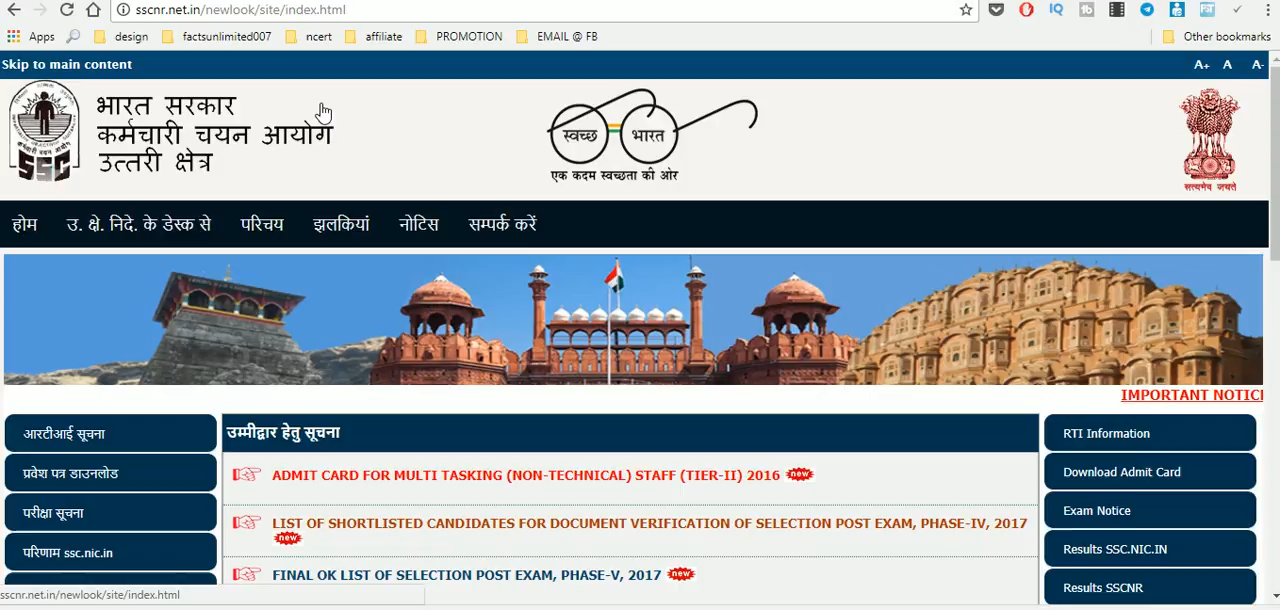 sscnr.net.in/newlook/site/index.html
Apps
design
factsunlimited007
ncert
affiliate
PROMOTION
EMAIL @ FB
Other bookmarks
Skip to main content
A+ A A-
भारत सरकार
कर्मचारी चयन आयोग
उत्तरी क्षेत्र
SSC
स्वच्छ भारत
एक कदम स्वच्छता की ओर
सत्यमेव जयते
होम
उ. क्षे. निदे. के डेस्क से
परिचय
झलकियां
नोटिस
सम्पर्क करें
IMPORTANT NOTICE
आरटीआई सूचना
प्रवेश पत्र डाउनलोड
परीक्षा सूचना
परिणाम ssc.nic.in
उम्मीद्वार हेतु सूचना
ADMIT CARD FOR MULTI TASKING (NON-TECHNICAL) STAFF (TIER-II) 2016 new
LIST OF SHORTLISTED CANDIDATES FOR DOCUMENT VERIFICATION OF SELECTION POST EXAM, PHASE-IV, 2017
new
FINAL OK LIST OF SELECTION POST EXAM, PHASE-V, 2017 new
RTI Information
Download Admit Card
Exam Notice
Results SSC.NIC.IN
Results SSCNR
sscnr.net.in/newlook/site/index.html